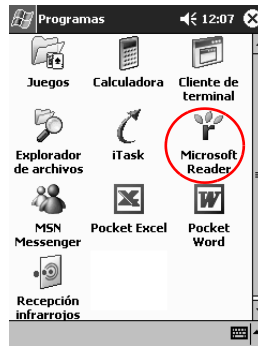 Programas 12:07
Juegos Calculadora Cliente de
terminal
Explorador iTask Microsoft
de archivos Reader
MSN Pocket Excel Pocket
Messenger Word
Recepción
infrarrojos